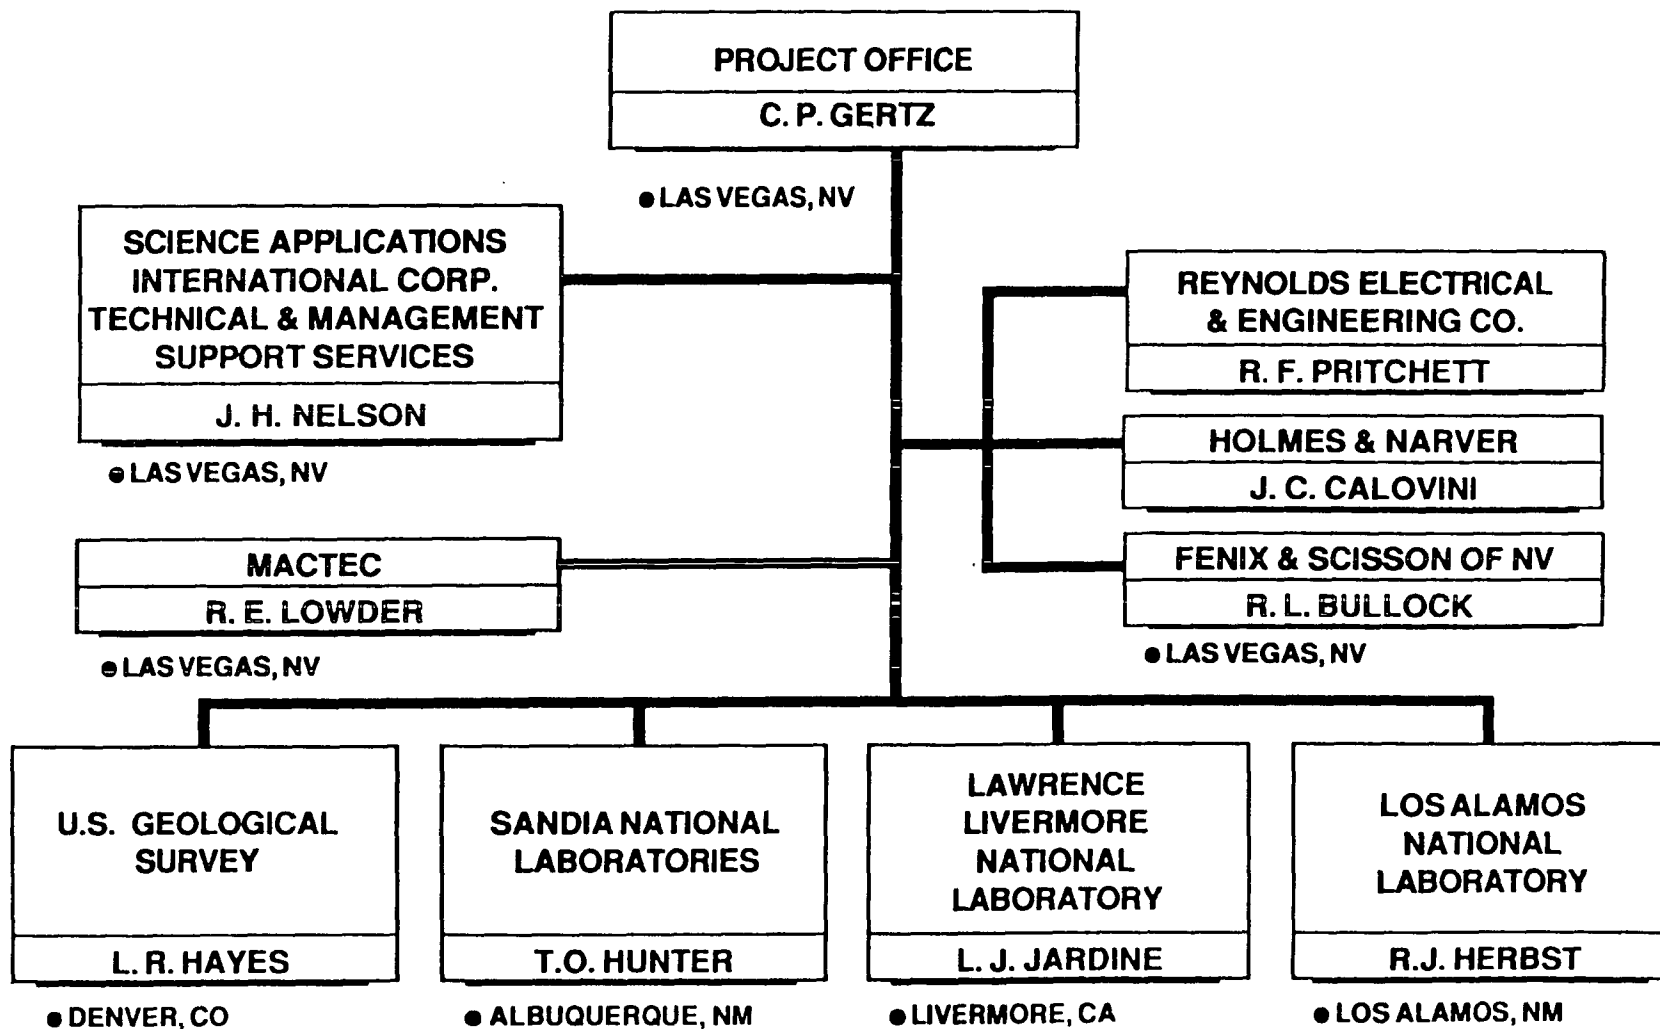 PROJECT OFFICE
C. P. GERTZ
● LAS VEGAS, NV
SCIENCE APPLICATIONS
INTERNATIONAL CORP.
TECHNICAL & MANAGEMENT
SUPPORT SERVICES
J. H. NELSON
● LAS VEGAS, NV
REYNOLDS ELECTRICAL
& ENGINEERING CO.
R. F. PRITCHETT
HOLMES & NARVER
J. C. CALOVINI
FENIX & SCISSON OF NV
R. L. BULLOCK
● LAS VEGAS, NV
MACTEC
R. E. LOWDER
● LAS VEGAS, NV
U.S. GEOLOGICAL
SURVEY
L. R. HAYES
● DENVER, CO
SANDIA NATIONAL
LABORATORIES
T.O. HUNTER
● ALBUQUERQUE, NM
LAWRENCE
LIVERMORE
NATIONAL
LABORATORY
L. J. JARDINE
● LIVERMORE, CA
LOS ALAMOS
NATIONAL
LABORATORY
R.J. HERBST
● LOS ALAMOS, NM